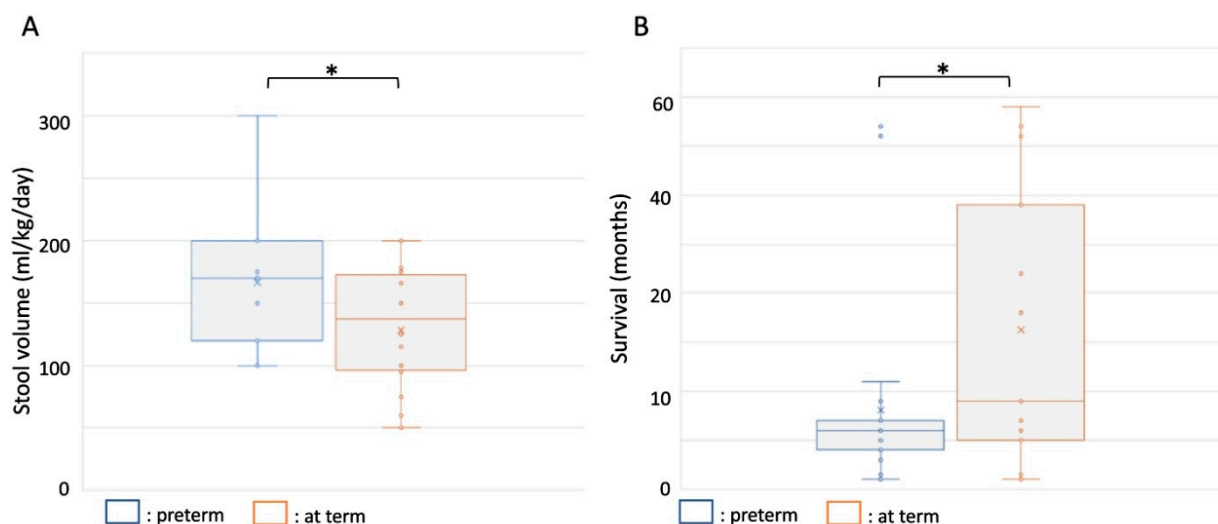 A
*
Stool volume (ml/kg/day)
300
200
100
0
: preterm
: at term
B
*
Survival (months)
60
40
20
10
0
: preterm
: at term